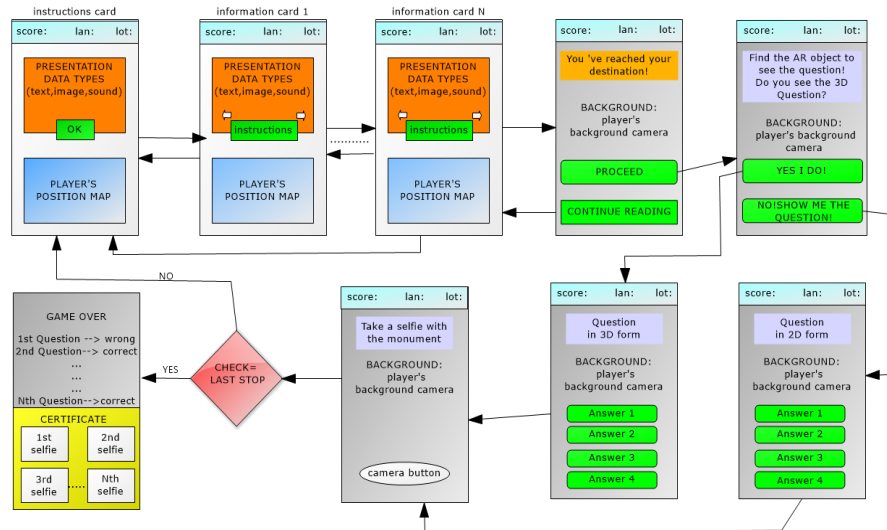 instructions card
information card 1
information card N
score: lan: lot:
PRESENTATION
DATA TYPES
(text,image,sound)
OK
PLAYER'S
POSITION MAP
score: lan: lot:
PRESENTATION
DATA TYPES
(text,image,sound)
instructions
PLAYER'S
POSITION MAP
...........
score: lan: lot:
PRESENTATION
DATA TYPES
(text,image,sound)
instructions
PLAYER'S
POSITION MAP
score: lan: lot:
You 've reached your
destination!
BACKGROUND:
player's
background camera
PROCEED
CONTINUE READING
score: lan: lot:
Find the AR object to
see the question!
Do you see the 3D
Question?
BACKGROUND:
player's background
camera
YES I DO!
NO!SHOW ME THE
QUESTION!
GAME OVER
1st Question --> wrong
2nd Question--> correct
...
...
...
Nth Question-->correct
CERTIFICATE
1st
selfie
2nd
selfie
3rd
selfie
.....
Nth
selfie
NO
YES
CHECK=
LAST STOP
score: lan: lot:
Take a selfie with
the monument
BACKGROUND:
player's
background camera
camera button
score: lan: lot:
Question
in 3D form
BACKGROUND:
player's
background camera
Answer 1
Answer 2
Answer 3
Answer 4
score: lan: lot:
Question
in 2D form
BACKGROUND:
player's
background camera
Answer 1
Answer 2
Answer 3
Answer 4